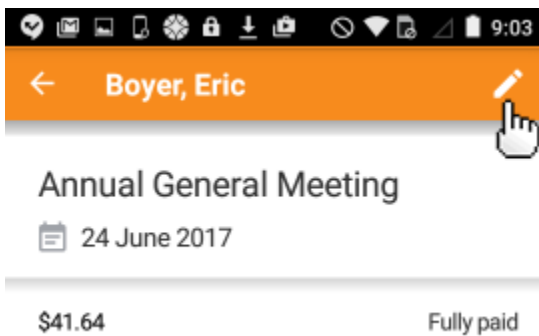 9:03
Boyer, Eric
Annual General Meeting
24 June 2017
$41.64 Fully paid